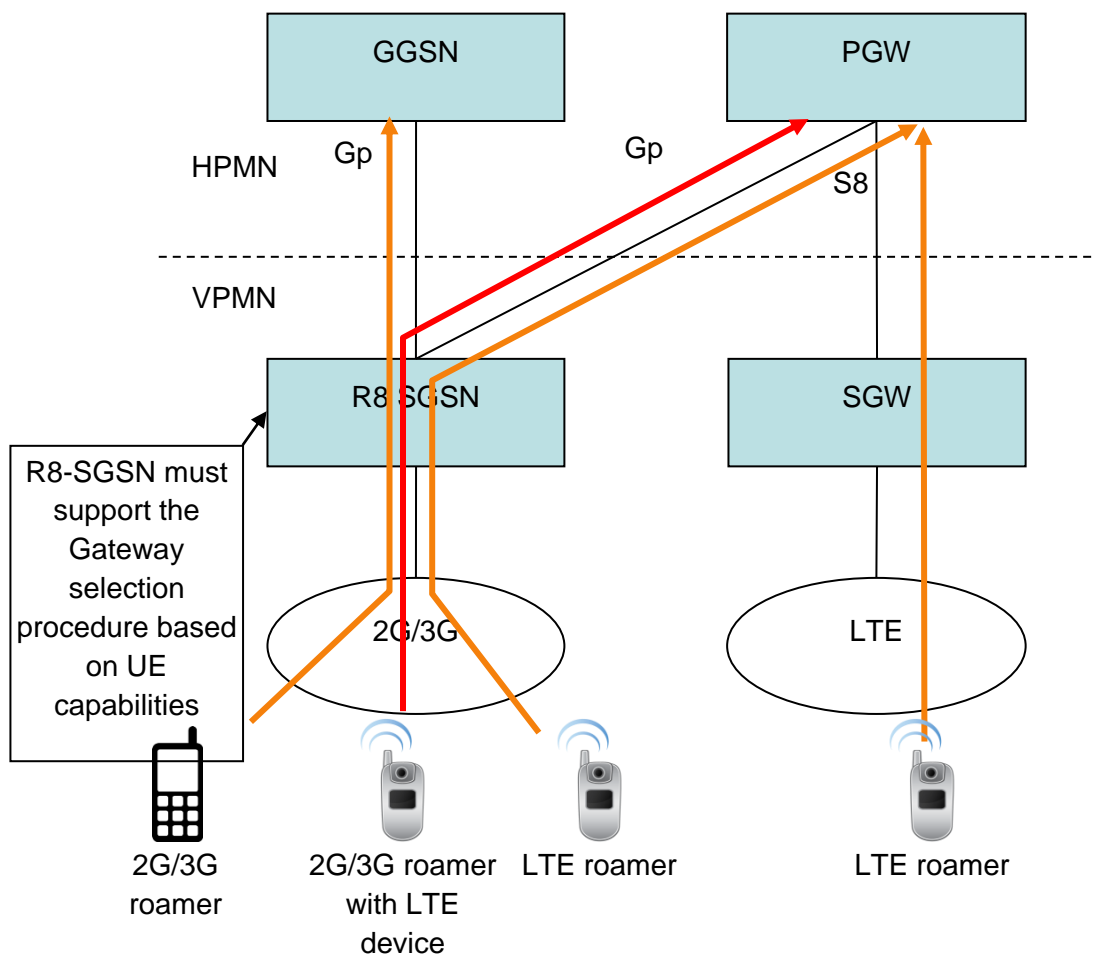 GGSN
PGW
Gp
Gp
HPMN
S8
VPMN
R8 SGSN
SGW
R8-SGSN must
support the
Gateway
selection
procedure based
on UE
capabilities
2G/3G
LTE
2G/3G
roamer
2G/3G roamer
with LTE
device
LTE roamer
LTE roamer